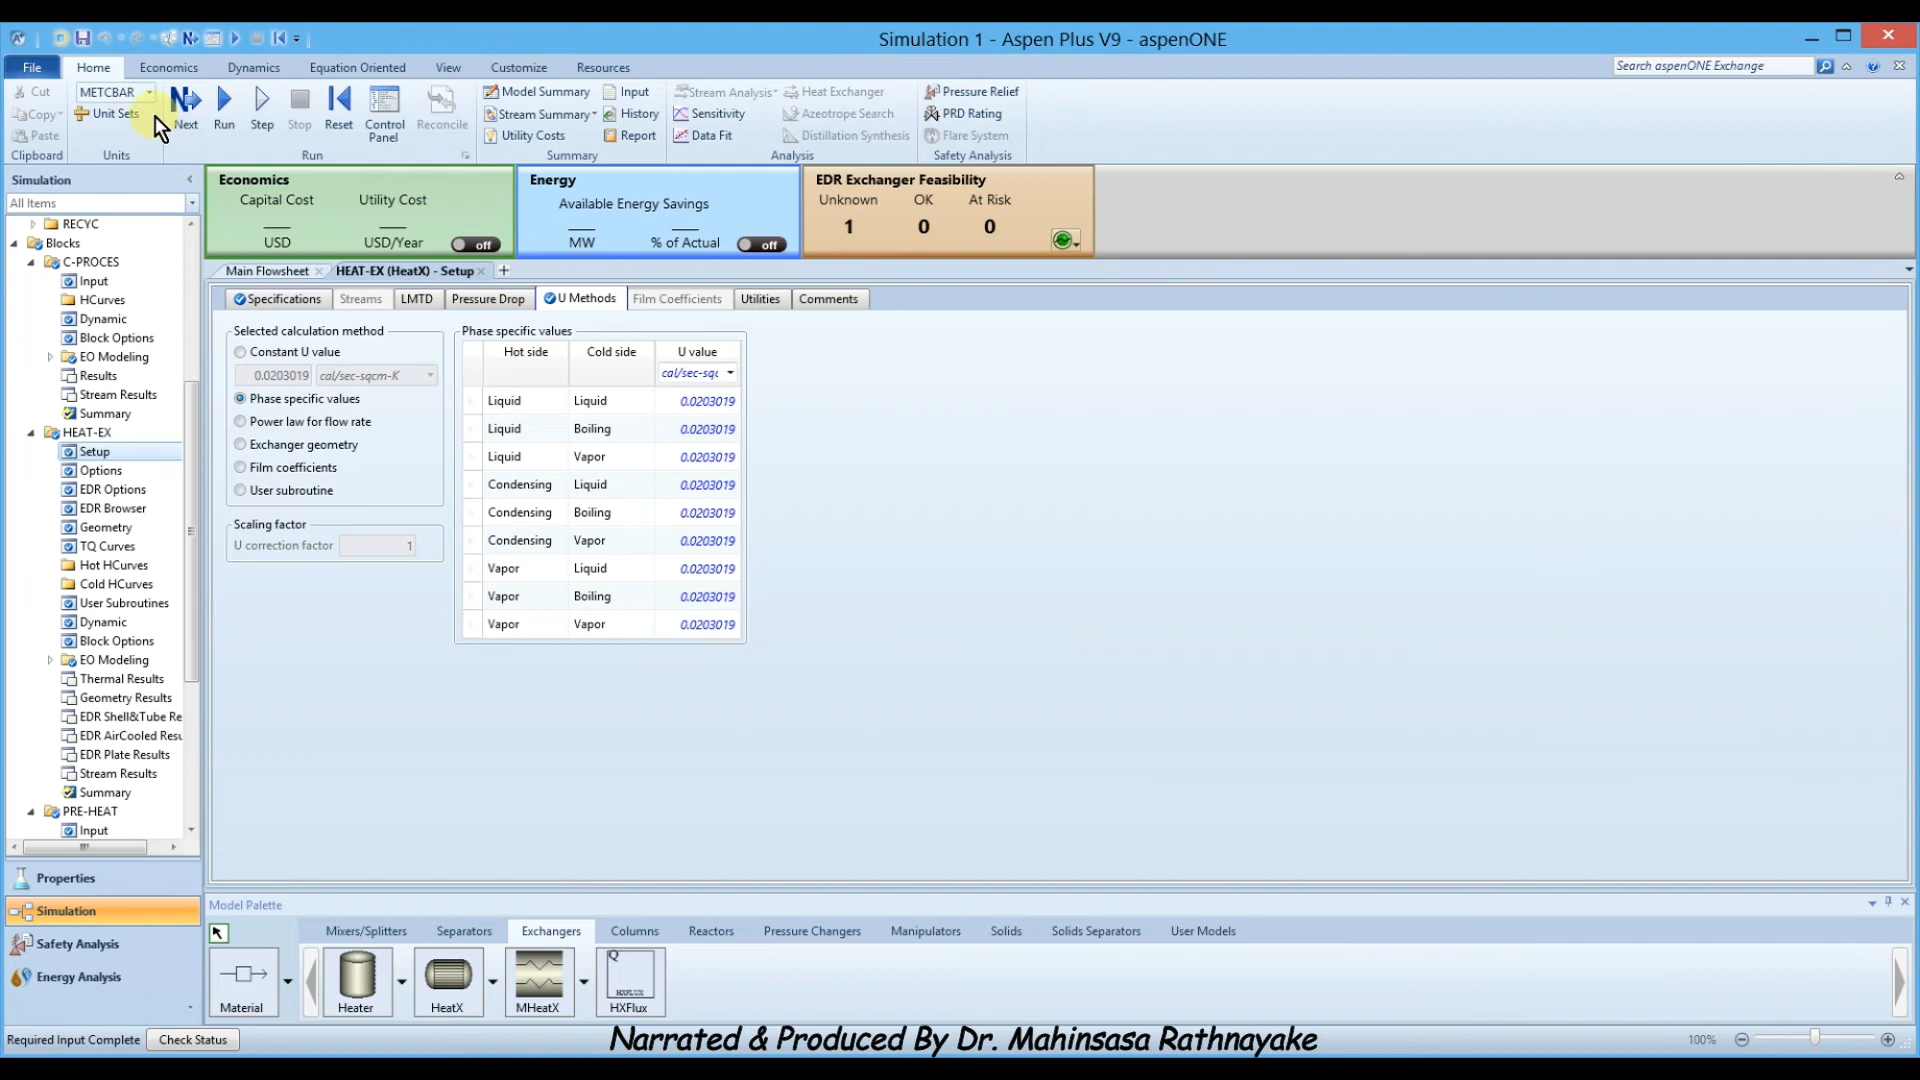 Simulation 1 - Aspen Plus V9 - aspenONE
File Home Economics Dynamics Equation Oriented View Customize Resources Search aspenONE Exchange
Cut METCBAR Model Summary Input Stream Analysis Heat Exchanger Pressure Relief
Copy Unit Sets Next Run Step Stop Reset Control Panel Reconcile Stream Summary History Sensitivity Azeotrope Search PRD Rating
Paste Utility Costs Report Data Fit Distillation Synthesis Flare System
Clipboard Units Run Summary Analysis Safety Analysis
Simulation
All Items
RECYC
Blocks
C-PROCES
Input
HCurves
Dynamic
Block Options
EO Modeling
Results
Stream Results
Summary
HEAT-EX
Setup
Options
EDR Options
EDR Browser
Geometry
TQ Curves
Hot HCurves
Cold HCurves
User Subroutines
Dynamic
Block Options
EO Modeling
Thermal Results
Geometry Results
EDR Shell&Tube Re
EDR AirCooled Resu
EDR Plate Results
Stream Results
Summary
PRE-HEAT
Input
Properties
Simulation
Safety Analysis
Energy Analysis
Economics
Capital Cost Utility Cost
USD USD/Year off
Energy
Available Energy Savings
MW % of Actual off
EDR Exchanger Feasibility
Unknown OK At Risk
1 0 0
Main Flowsheet HEAT-EX (HeatX) - Setup
Specifications Streams LMTD Pressure Drop U Methods Film Coefficients Utilities Comments
Selected calculation method
Constant U value
0.0203019 cal/sec-sqcm-K
Phase specific values
Power law for flow rate
Exchanger geometry
Film coefficients
User subroutine
Scaling factor
U correction factor 1
Phase specific values
Hot side Cold side U value
cal/sec-sqc
Liquid Liquid 0.0203019
Liquid Boiling 0.0203019
Liquid Vapor 0.0203019
Condensing Liquid 0.0203019
Condensing Boiling 0.0203019
Condensing Vapor 0.0203019
Vapor Liquid 0.0203019
Vapor Boiling 0.0203019
Vapor Vapor 0.0203019
Model Palette
Mixers/Splitters Separators Exchangers Columns Reactors Pressure Changers Manipulators Solids Solids Separators User Models
Material Heater HeatX MHeatX HXFlux
Required Input Complete Check Status 100%
Narrated & Produced By Dr. Mahinsasa Rathnayake